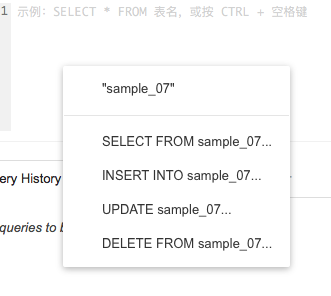 1 示例：SELECT * FROM 表名，或按 CTRL + 空格键
"sample_07"
SELECT FROM sample_07...
INSERT INTO sample_07...
ery History
UPDATE sample_07...
queries to b
DELETE FROM sample_07...